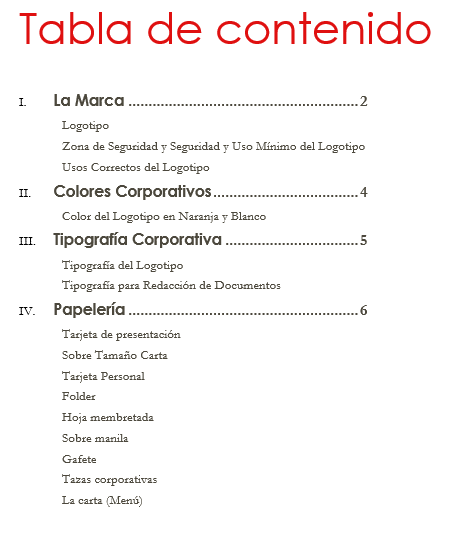 Tabla de contenido
I. La Marca ........................................................ 2
Logotipo
Zona de Seguridad y Seguridad y Uso Mínimo del Logotipo
Usos Correctos del Logotipo
II. Colores Corporativos................................... 4
Color del Logotipo en Naranja y Blanco
III. Tipografía Corporativa ................................ 5
Tipografía del Logotipo
Tipografía para Redacción de Documentos
IV. Papelería ........................................................ 6
Tarjeta de presentación
Sobre Tamaño Carta
Tarjeta Personal
Folder
Hoja membretada
Sobre manila
Gafete
Tazas corporativas
La carta (Menú)